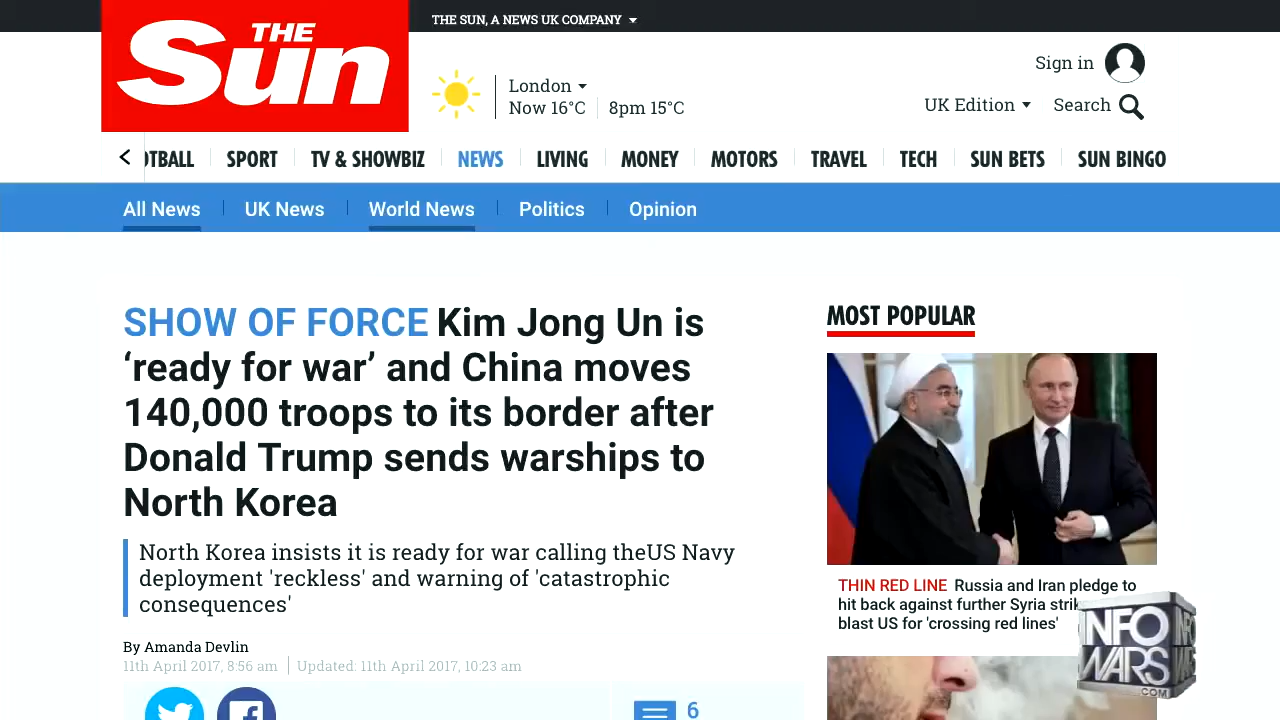 THE SUN, A NEWS UK COMPANY
THE
Sun
London
Now 16°C
8pm 15°C
Sign in
UK Edition
Search
OTBALL
SPORT
TV & SHOWBIZ
NEWS
LIVING
MONEY
MOTORS
TRAVEL
TECH
SUN BETS
SUN BINGO
All News
UK News
World News
Politics
Opinion
SHOW OF FORCE Kim Jong Un is
‘ready for war’ and China moves
140,000 troops to its border after
Donald Trump sends warships to
North Korea
North Korea insists it is ready for war calling theUS Navy
deployment 'reckless' and warning of 'catastrophic
consequences'
By Amanda Devlin
11th April 2017, 8:56 am
Updated: 11th April 2017, 10:23 am
6
MOST POPULAR
THIN RED LINE Russia and Iran pledge to
hit back against further Syria strik
blast US for 'crossing red lines'
INFO
WARS
.COM